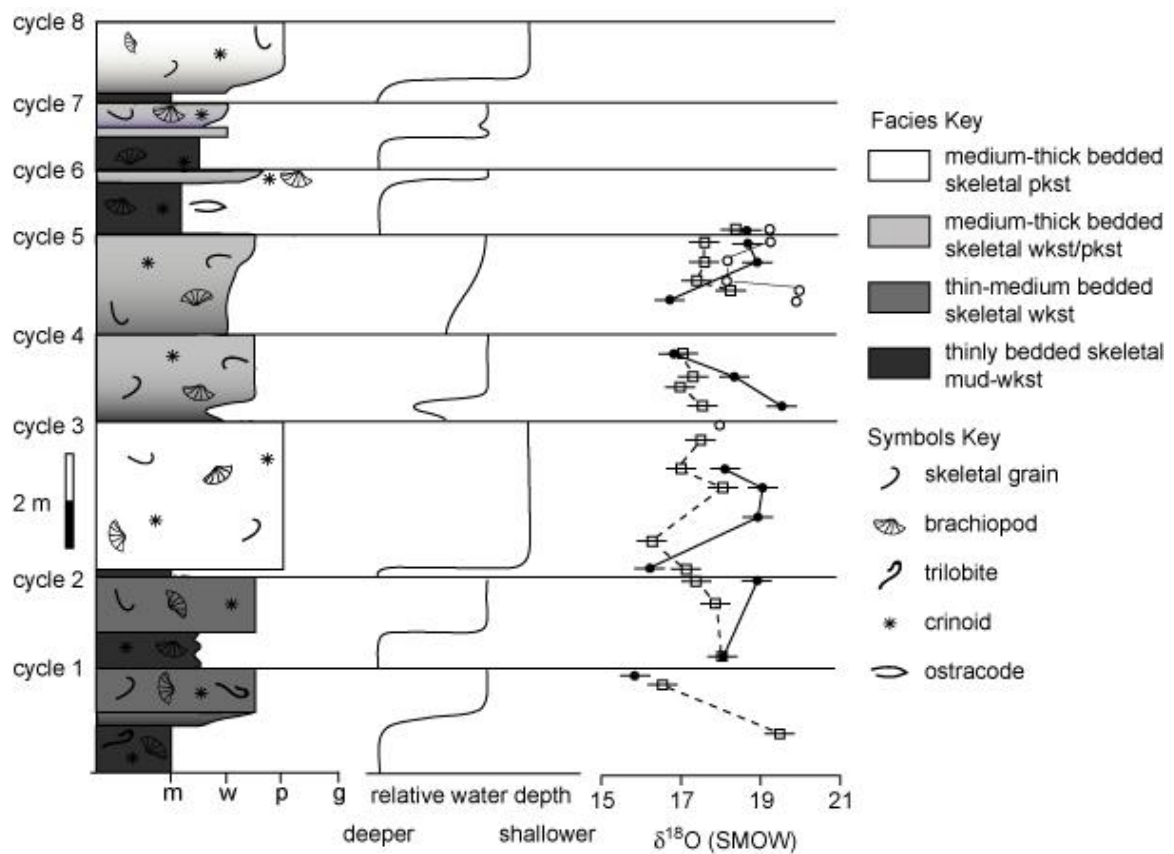 cycle 8
cycle 7
cycle 6
cycle 5
cycle 4
cycle 3
2 m
cycle 2
cycle 1
m w p g
relative water depth
deeper shallower
15 17 19 21
δ18O (SMOW)
Facies Key
medium-thick bedded
skeletal pkst
medium-thick bedded
skeletal wkst/pkst
thin-medium bedded
skeletal wkst
thinly bedded skeletal
mud-wkst
Symbols Key
skeletal grain
brachiopod
trilobite
crinoid
ostracode